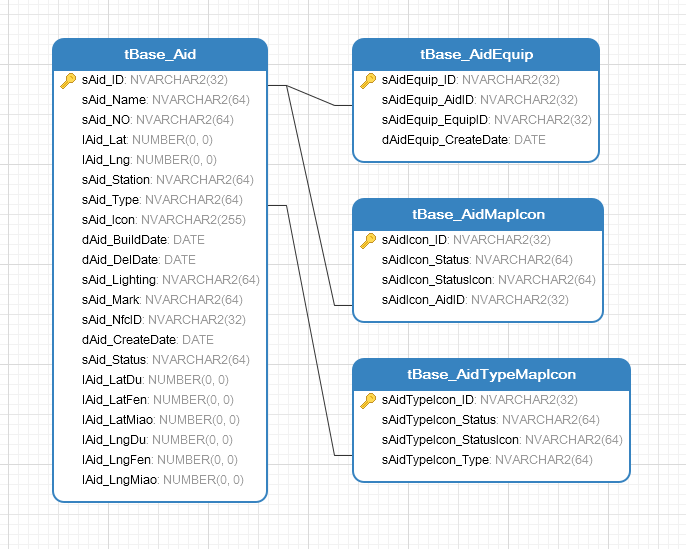 tBase_Aid
sAid_ID: NVARCHAR2(32)
sAid_Name: NVARCHAR2(64)
sAid_NO: NVARCHAR2(64)
lAid_Lat: NUMBER(0, 0)
lAid_Lng: NUMBER(0, 0)
sAid_Station: NVARCHAR2(64)
sAid_Type: NVARCHAR2(64)
sAid_Icon: NVARCHAR2(255)
dAid_BuildDate: DATE
dAid_DelDate: DATE
sAid_Lighting: NVARCHAR2(64)
sAid_Mark: NVARCHAR2(64)
sAid_NfcID: NVARCHAR2(32)
dAid_CreateDate: DATE
sAid_Status: NVARCHAR2(64)
lAid_LatDu: NUMBER(0, 0)
lAid_LatFen: NUMBER(0, 0)
lAid_LatMiao: NUMBER(0, 0)
lAid_LngDu: NUMBER(0, 0)
lAid_LngFen: NUMBER(0, 0)
lAid_LngMiao: NUMBER(0, 0)
tBase_AidEquip
sAidEquip_ID: NVARCHAR2(32)
sAidEquip_AidID: NVARCHAR2(32)
sAidEquip_EquipID: NVARCHAR2(32)
dAidEquip_CreateDate: DATE
tBase_AidMapIcon
sAidIcon_ID: NVARCHAR2(32)
sAidIcon_Status: NVARCHAR2(64)
sAidIcon_StatusIcon: NVARCHAR2(64)
sAidIcon_AidID: NVARCHAR2(32)
tBase_AidTypeMapIcon
sAidTypeIcon_ID: NVARCHAR2(32)
sAidTypeIcon_Status: NVARCHAR2(64)
sAidTypeIcon_StatusIcon: NVARCHAR2(64)
sAidTypeIcon_Type: NVARCHAR2(64)